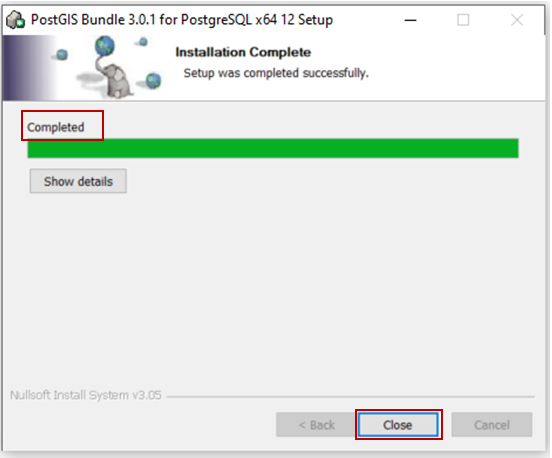 PostGIS Bundle 3.0.1 for PostgreSQL x64 12 Setup
Installation Complete
Setup was completed successfully.
Completed
Show details
Nullsoft Install System v3.05
< Back
Close
Cancel